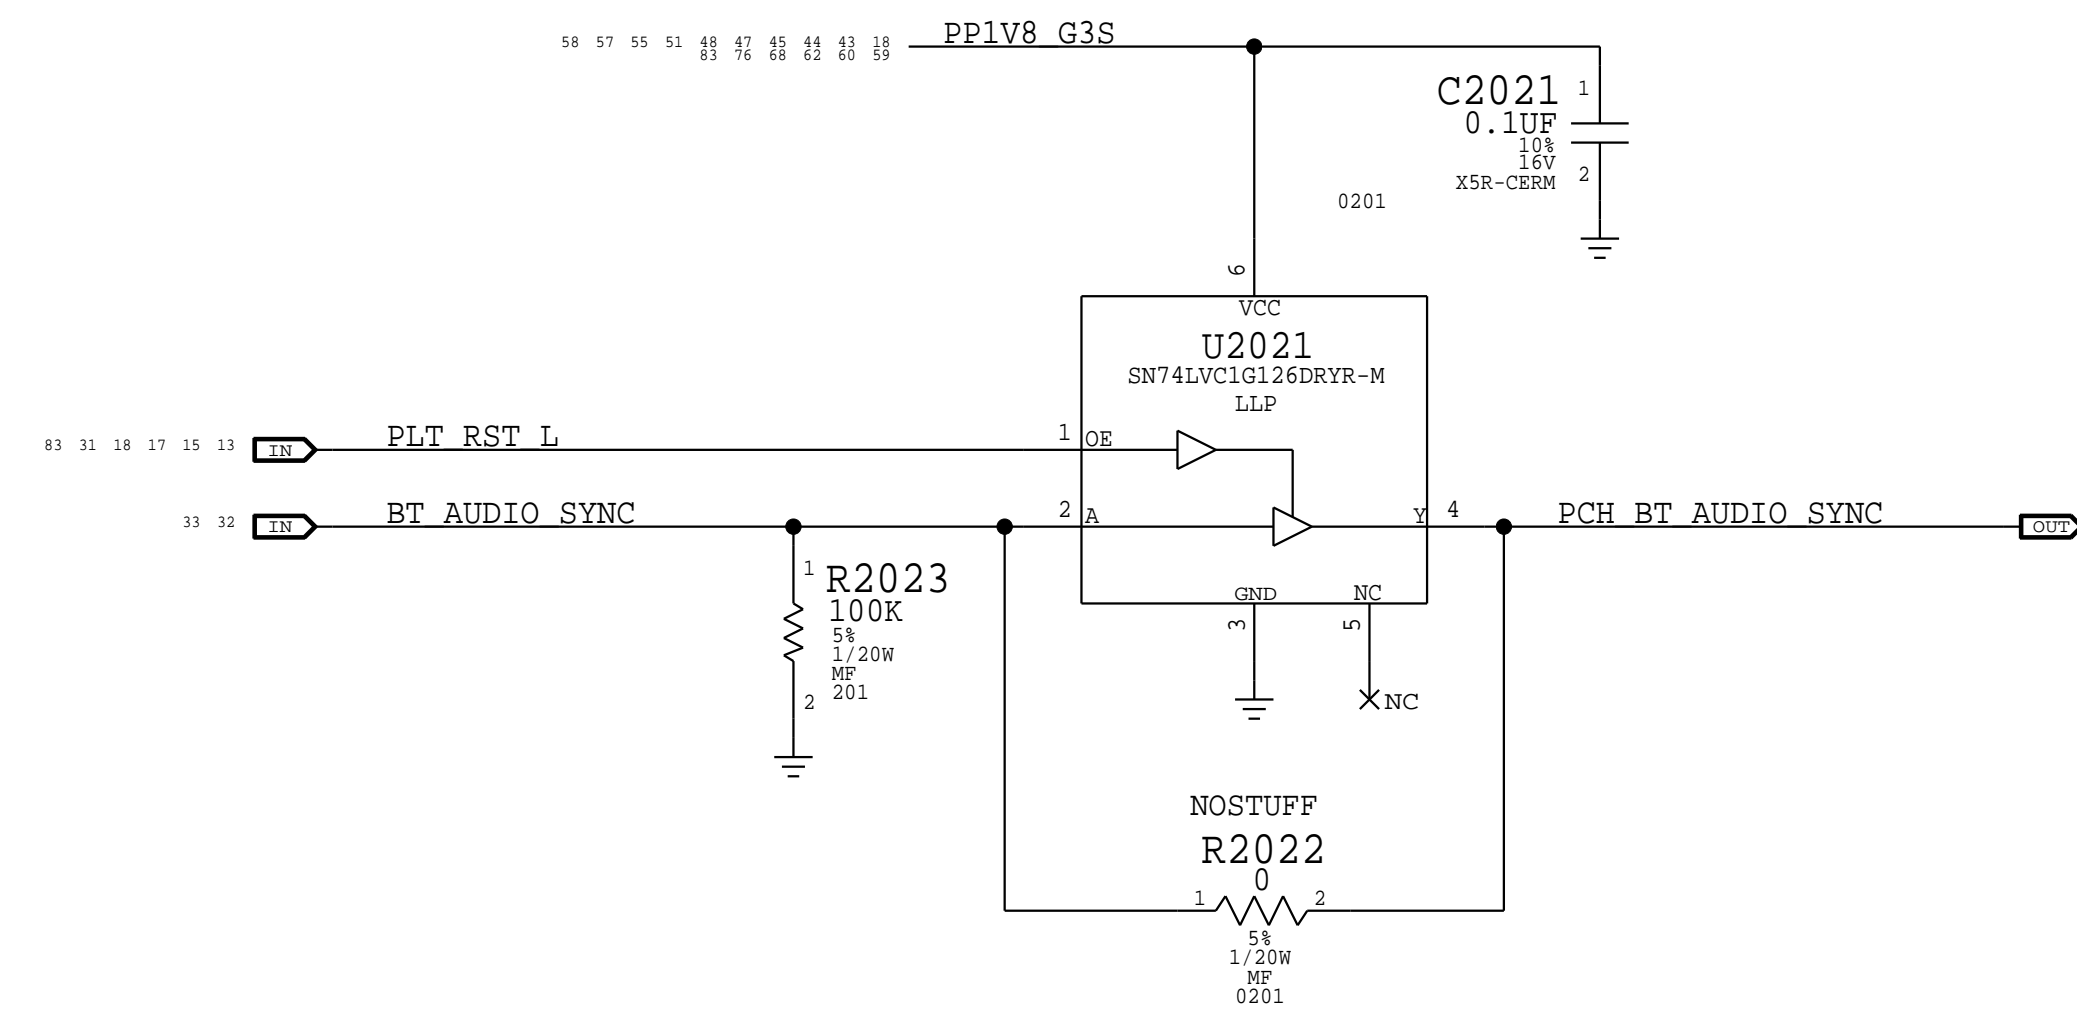 PP1V8_G3S
58 57 55 51 48 47 45 44 43 18
83 76 68 62 60 59
C2021
0.1UF
10%
16V
X5R-CERM
0201
1
2
6
VCC
U2021
SN74LVC1G126DRYR-M
LLP
83 31 18 17 15 13
IN
PLT_RST_L
1
OE
33 32
IN
BT_AUDIO_SYNC
2
A
Y
4
PCH_BT_AUDIO_SYNC
OUT
1
R2023
100K
5%
1/20W
MF
201
2
GND
NC
3
5
NC
NOSTUFF
R2022
0
1
2
5%
1/20W
MF
0201